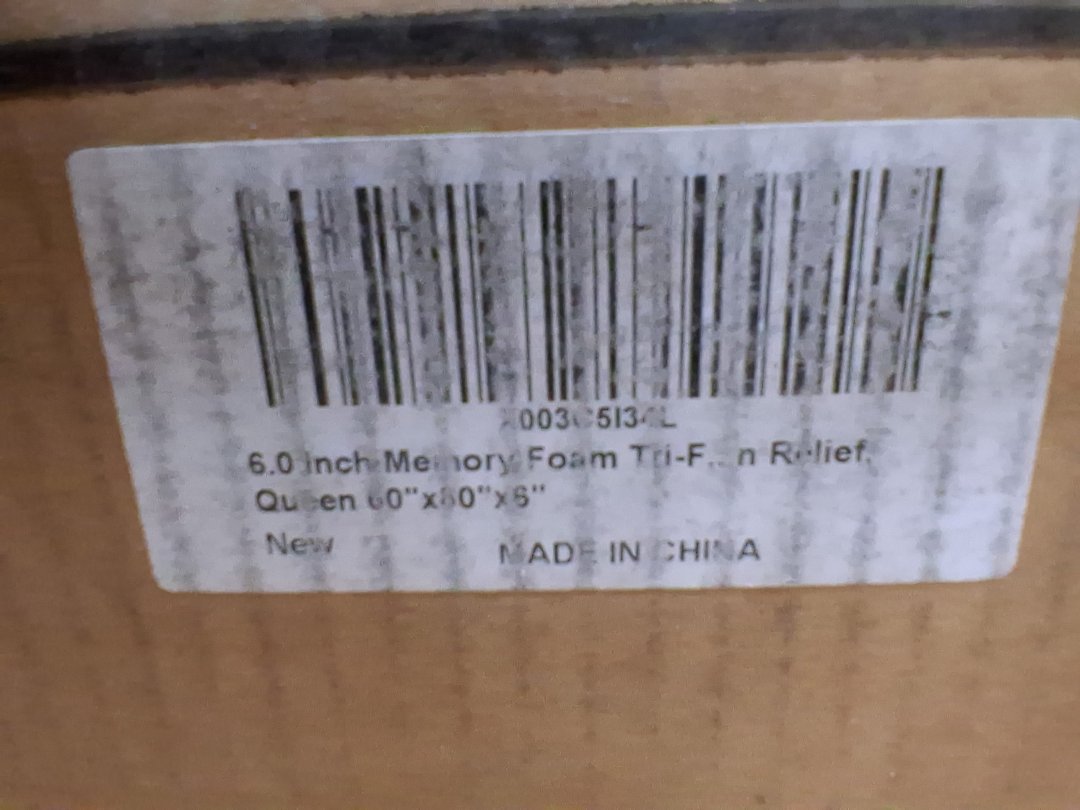 6.0 inch Memory Foam Relief,
Queen 60"x80"x6"
New
MADE IN CHINA